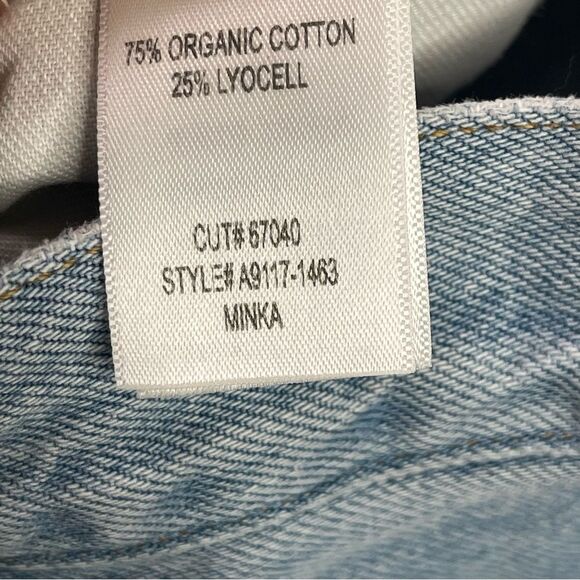 75% ORGANIC COTTON
25% LYOCELL
CUT# 67040
STYLE# A9117-1463
MINKA